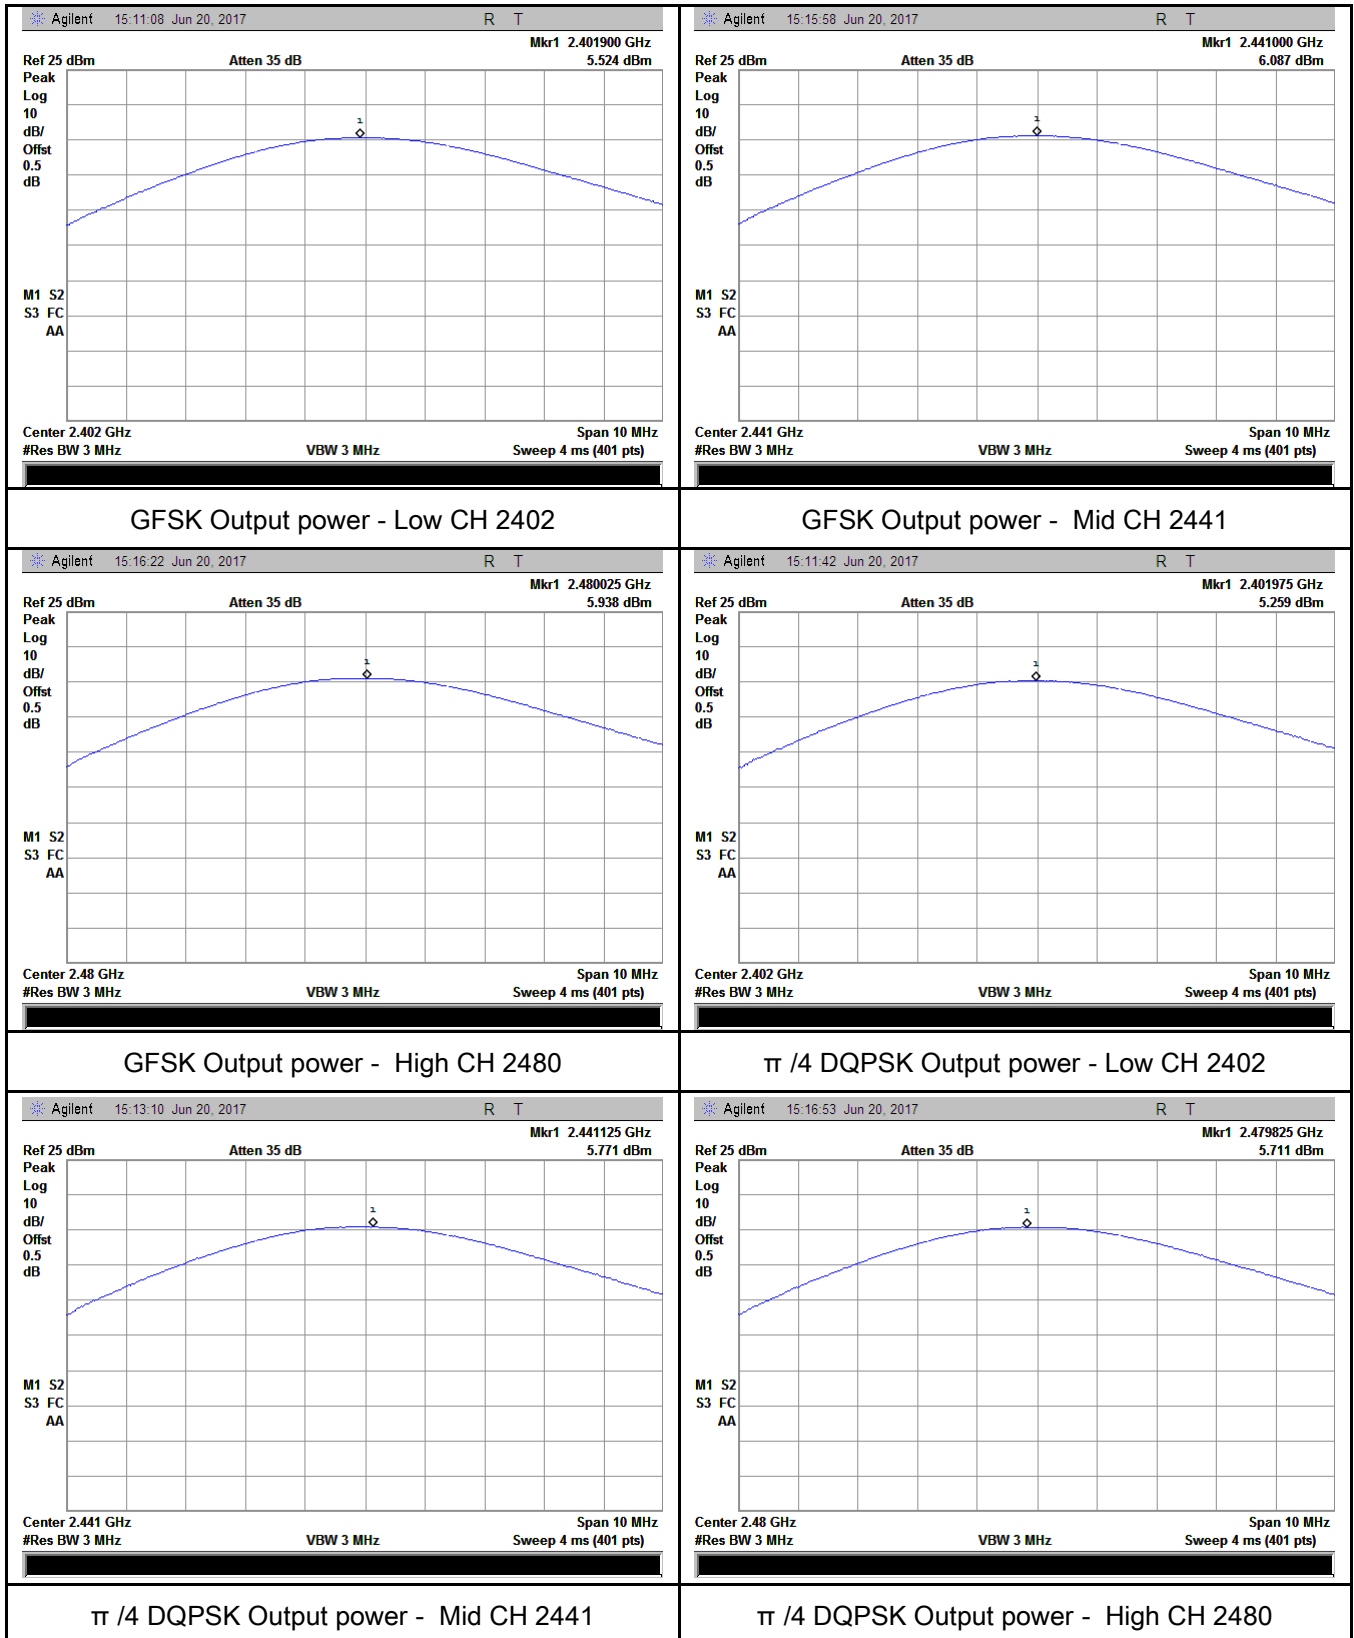 Agilent 15:11:08 Jun 20, 2017 R T
Mkr1 2.401900 GHz
Ref 25 dBm Atten 35 dB 5.524 dBm
Peak
Log
10
dB/
Offst
0.5
dB
1
M1 S2
S3 FC
AA
Center 2.402 GHz Span 10 MHz
#Res BW 3 MHz VBW 3 MHz Sweep 4 ms (401 pts)
GFSK Output power - Low CH 2402
Agilent 15:15:58 Jun 20, 2017 R T
Mkr1 2.441000 GHz
Ref 25 dBm Atten 35 dB 6.087 dBm
Peak
Log
10
dB/
Offst
0.5
dB
1
M1 S2
S3 FC
AA
Center 2.441 GHz Span 10 MHz
#Res BW 3 MHz VBW 3 MHz Sweep 4 ms (401 pts)
GFSK Output power - Mid CH 2441
Agilent 15:16:22 Jun 20, 2017 R T
Mkr1 2.480025 GHz
Ref 25 dBm Atten 35 dB 5.938 dBm
Peak
Log
10
dB/
Offst
0.5
dB
1
M1 S2
S3 FC
AA
Center 2.48 GHz Span 10 MHz
#Res BW 3 MHz VBW 3 MHz Sweep 4 ms (401 pts)
GFSK Output power - High CH 2480
Agilent 15:11:42 Jun 20, 2017 R T
Mkr1 2.401975 GHz
Ref 25 dBm Atten 35 dB 5.259 dBm
Peak
Log
10
dB/
Offst
0.5
dB
1
M1 S2
S3 FC
AA
Center 2.402 GHz Span 10 MHz
#Res BW 3 MHz VBW 3 MHz Sweep 4 ms (401 pts)
π /4 DQPSK Output power - Low CH 2402
Agilent 15:13:10 Jun 20, 2017 R T
Mkr1 2.441125 GHz
Ref 25 dBm Atten 35 dB 5.771 dBm
Peak
Log
10
dB/
Offst
0.5
dB
1
M1 S2
S3 FC
AA
Center 2.441 GHz Span 10 MHz
#Res BW 3 MHz VBW 3 MHz Sweep 4 ms (401 pts)
π /4 DQPSK Output power - Mid CH 2441
Agilent 15:16:53 Jun 20, 2017 R T
Mkr1 2.479825 GHz
Ref 25 dBm Atten 35 dB 5.711 dBm
Peak
Log
10
dB/
Offst
0.5
dB
1
M1 S2
S3 FC
AA
Center 2.48 GHz Span 10 MHz
#Res BW 3 MHz VBW 3 MHz Sweep 4 ms (401 pts)
π /4 DQPSK Output power - High CH 2480